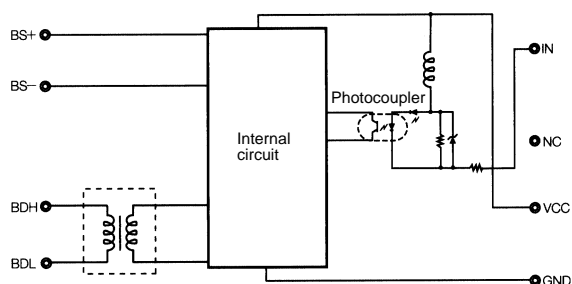 BS+
BS−
BDH
BDL
Internal
circuit
Photocoupler
IN
NC
VCC
GND